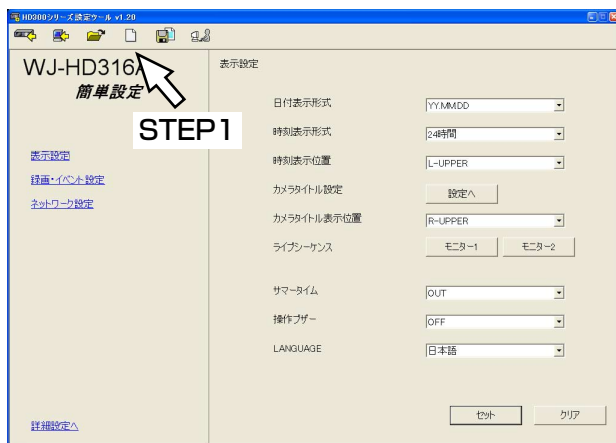 HD300シリーズ設定ツール v1.20
WJ-HD316A
簡単設定
STEP1
表示設定
録画・イベント設定
ネットワーク設定
詳細設定へ
表示設定
日付表示形式 YY.MM.DD
時刻表示形式 24時間
時刻表示位置 L-UPPER
カメラタイトル設定 設定へ
カメラタイトル表示位置 R-UPPER
ライブシーケンス モニター1 モニター2
サマータイム OUT
操作ブザー OFF
LANGUAGE 日本語
セット クリア